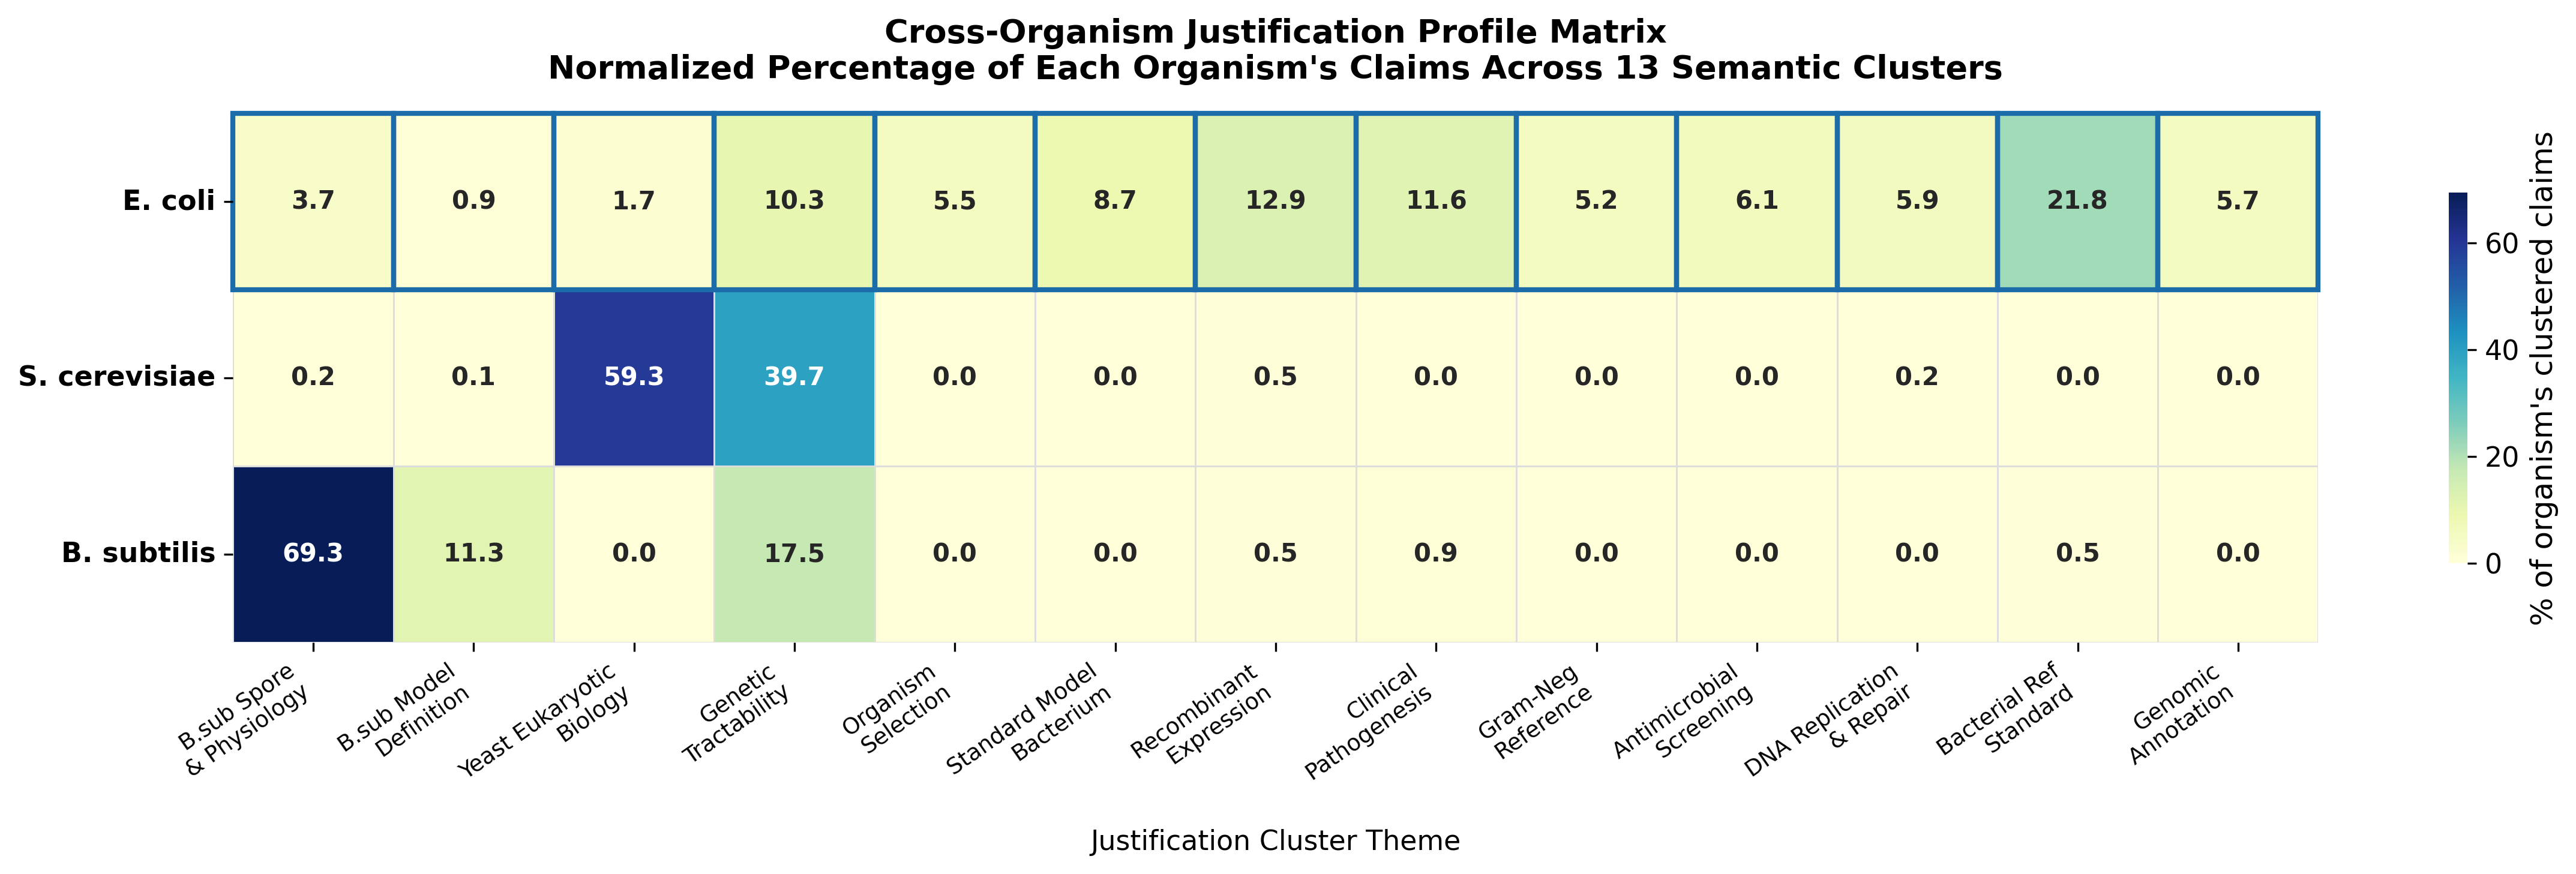 Cross-Organism Justification Profile Matrix
Normalized Percentage of Each Organism's Claims Across 13 Semantic Clusters
E. coli 3.7 0.9 1.7 10.3 5.5 8.7 12.9 11.6 5.2 6.1 5.9 21.8 5.7
S. cerevisiae 0.2 0.1 59.3 39.7 0.0 0.0 0.5 0.0 0.0 0.0 0.2 0.0 0.0
B. subtilis 69.3 11.3 0.0 17.5 0.0 0.0 0.5 0.9 0.0 0.0 0.0 0.5 0.0
B.sub Spore
& Physiology
B.sub Model
Definition
Yeast Eukaryotic
Biology
Genetic
Tractability
Organism
Selection
Standard Model
Bacterium
Recombinant
Expression
Clinical
Pathogenesis
Gram-Neg
Reference
Antimicrobial
Screening
DNA Replication
& Repair
Bacterial Ref
Standard
Genomic
Annotation
Justification Cluster Theme
60
40
20
0
% of organism's clustered claims